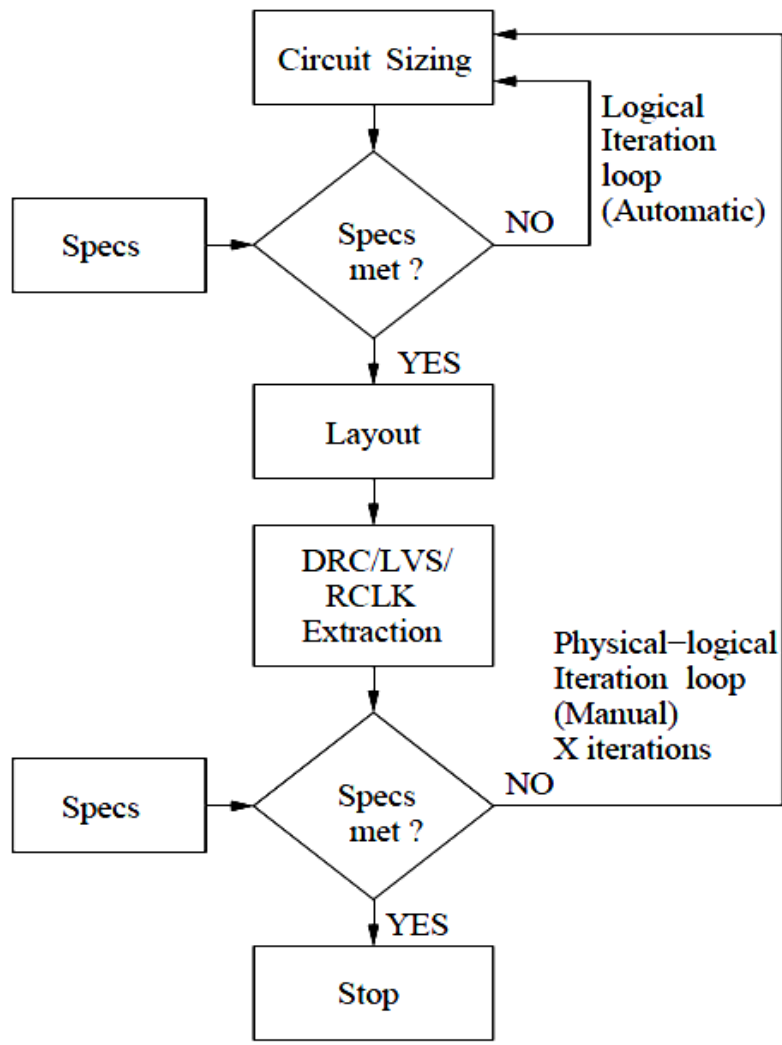 Circuit Sizing
Logical
Iteration
loop
(Automatic)
Specs
Specs
met ?
NO
YES
Layout
DRC/LVS/
RCLK
Extraction
Physical−logical
Iteration loop
(Manual)
X iterations
Specs
Specs
met ?
NO
YES
Stop